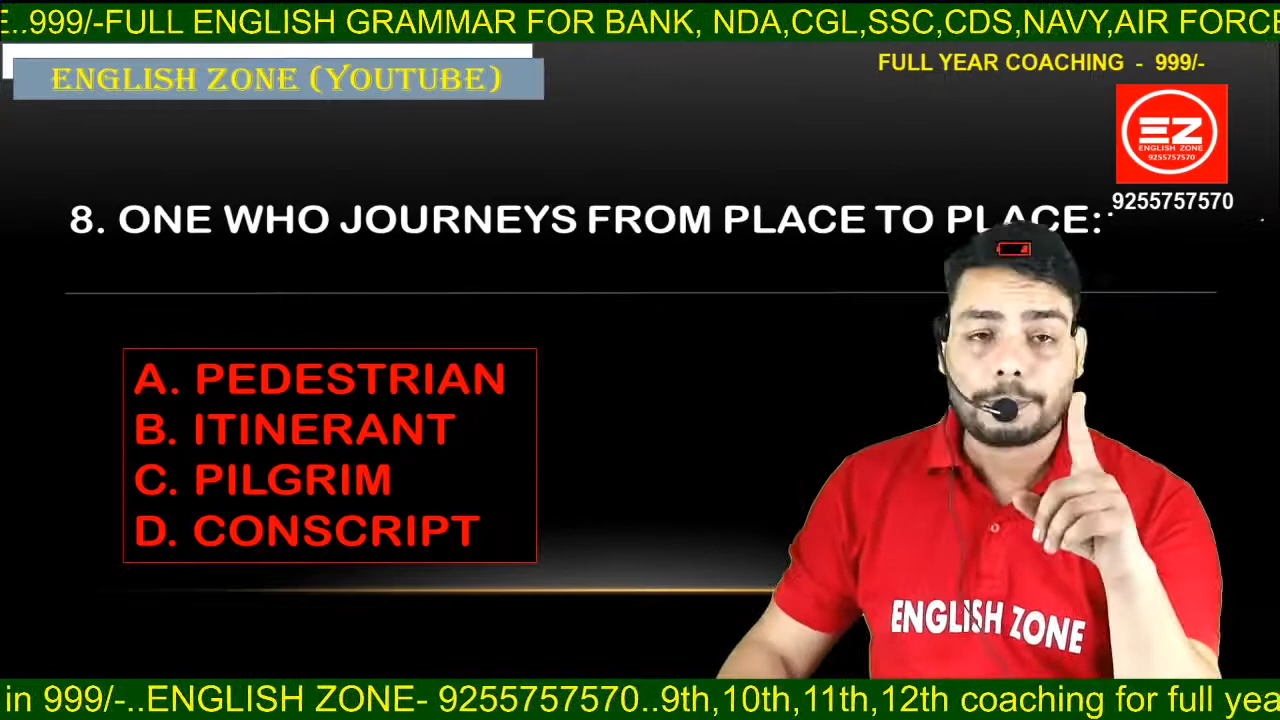 E..999/-FULL ENGLISH GRAMMAR FOR BANK, NDA,CGL,SSC,CDS,NAVY,AIR FORCE
ENGLISH ZONE (YOUTUBE)
FULL YEAR COACHING - 999/-
EZ
ENGLISH ZONE
9255757570
9255757570
8. ONE WHO JOURNEYS FROM PLACE TO PLACE:
A. PEDESTRIAN
B. ITINERANT
C. PILGRIM
D. CONSCRIPT
ENGLISH ZONE
in 999/-..ENGLISH ZONE- 9255757570..9th,10th,11th,12th coaching for full yea